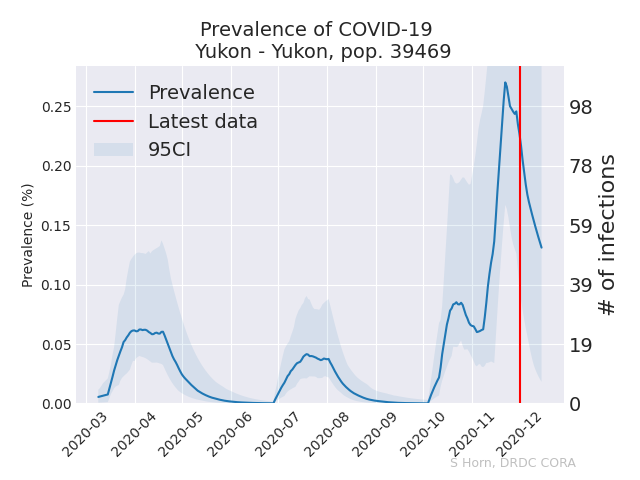 Prevalence of COVID-19
Yukon - Yukon, pop. 39469
Prevalence
Latest data
95CI
Prevalence (%)
0.25
0.20
0.15
0.10
0.05
0.00
98
78
59
39
19
0
# of infections
2020-03
2020-04
2020-05
2020-06
2020-07
2020-08
2020-09
2020-10
2020-11
2020-12
S Horn, DRDC CORA